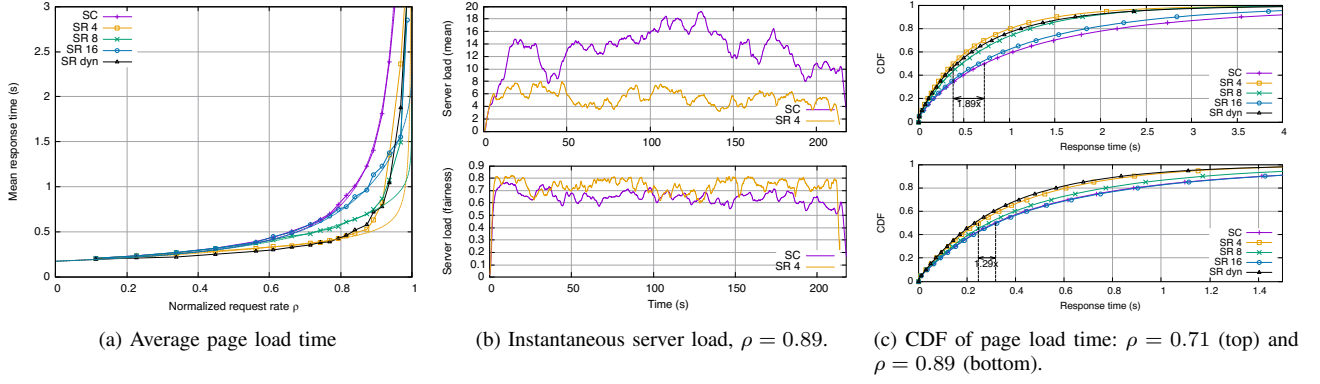 3
2.5
2
1.5
1
0.5
0
0
0.2
0.4
0.6
0.8
1
Mean response time (s)
Normalized request rate ρ
SC
SR 4
SR 8
SR 16
SR dyn
(a) Average page load time
20
18
16
14
12
10
8
6
4
2
0
0
50
100
150
200
Server load (mean)
SC
SR 4
0.9
0.8
0.7
0.6
0.5
0.4
0.3
0.2
0.1
0
0
50
100
150
200
Server load (fairness)
SC
SR 4
Time (s)
(b) Instantaneous server load, ρ = 0.89.
1
0.8
0.6
0.4
0.2
0
0
0.5
1
1.5
2
2.5
3
3.5
4
CDF
1.89x
SC
SR 4
SR 8
SR 16
SR dyn
Response time (s)
1
0.8
0.6
0.4
0.2
0
0.2
0.4
0.6
0.8
1
1.2
1.4
CDF
1.29x
SC
SR 4
SR 8
SR 16
SR dyn
Response time (s)
(c) CDF of page load time: ρ = 0.71 (top) and
ρ = 0.89 (bottom).